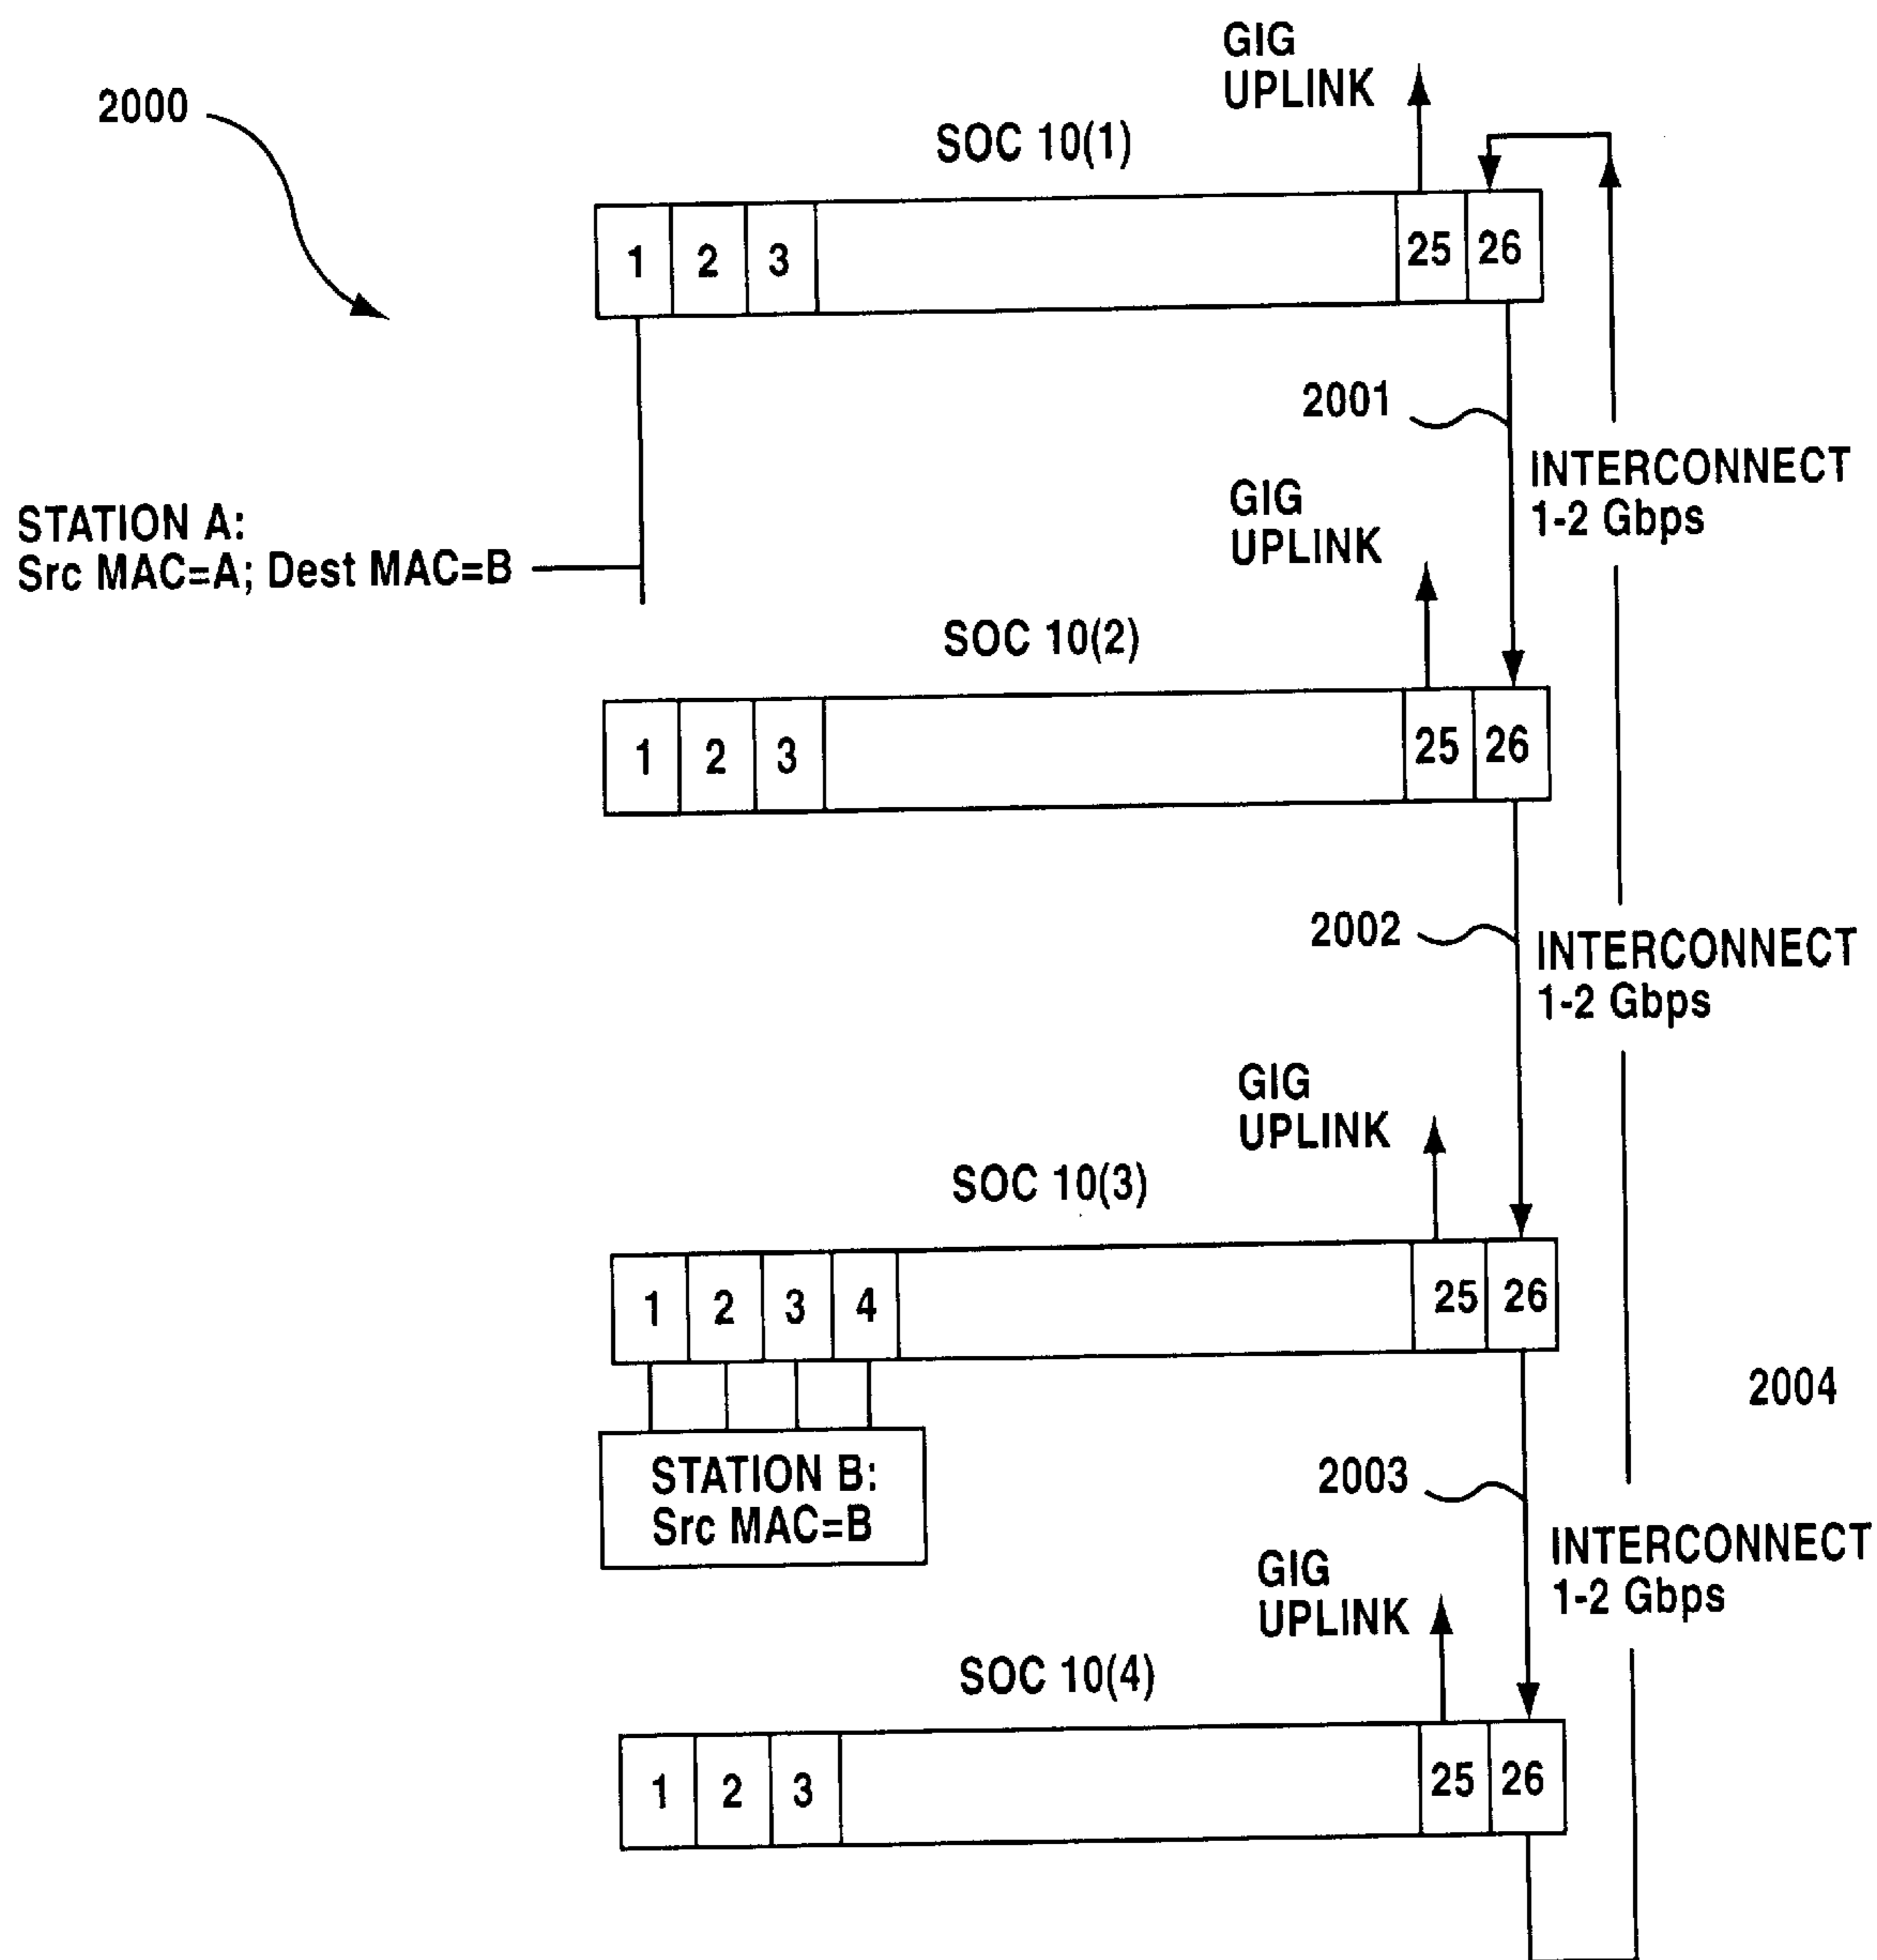 GIG
UPLINK
2000
SOC 10(1)
1 2 3 25 26
2001
INTERCONNECT
1-2 Gbps
GIG
UPLINK
STATION A:
Src MAC=A; Dest MAC=B
SOC 10(2)
1 2 3 25 26
2002
INTERCONNECT
1-2 Gbps
GIG
UPLINK
SOC 10(3)
1 2 3 4 25 26
2004
STATION B:
Src MAC=B
2003
INTERCONNECT
1-2 Gbps
GIG
UPLINK
SOC 10(4)
1 2 3 25 26